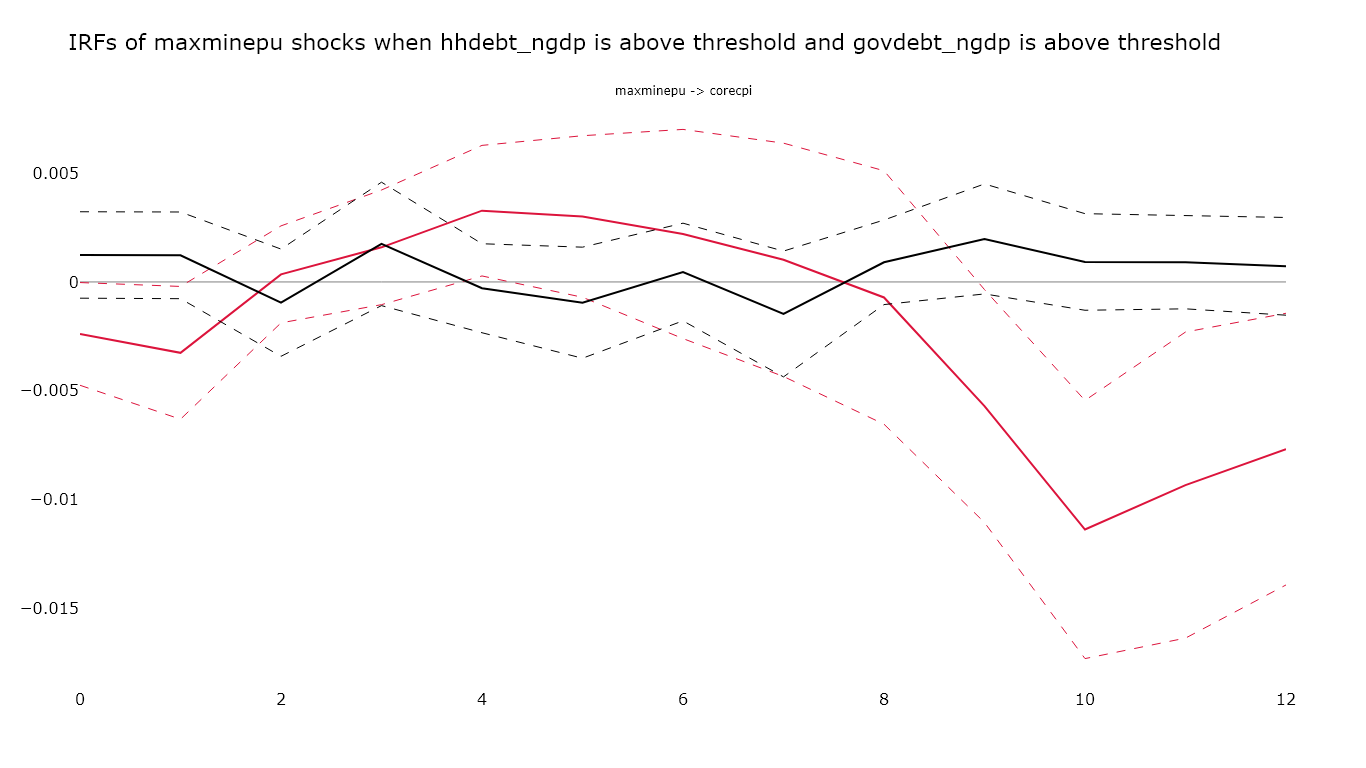 IRFs of maxminepu shocks when hhdebt_ngdp is above threshold and govdebt_ngdp is above threshold
maxminepu -> corecpi
0.005
0
−0.005
−0.01
−0.015
0 2 4 6 8 10 12